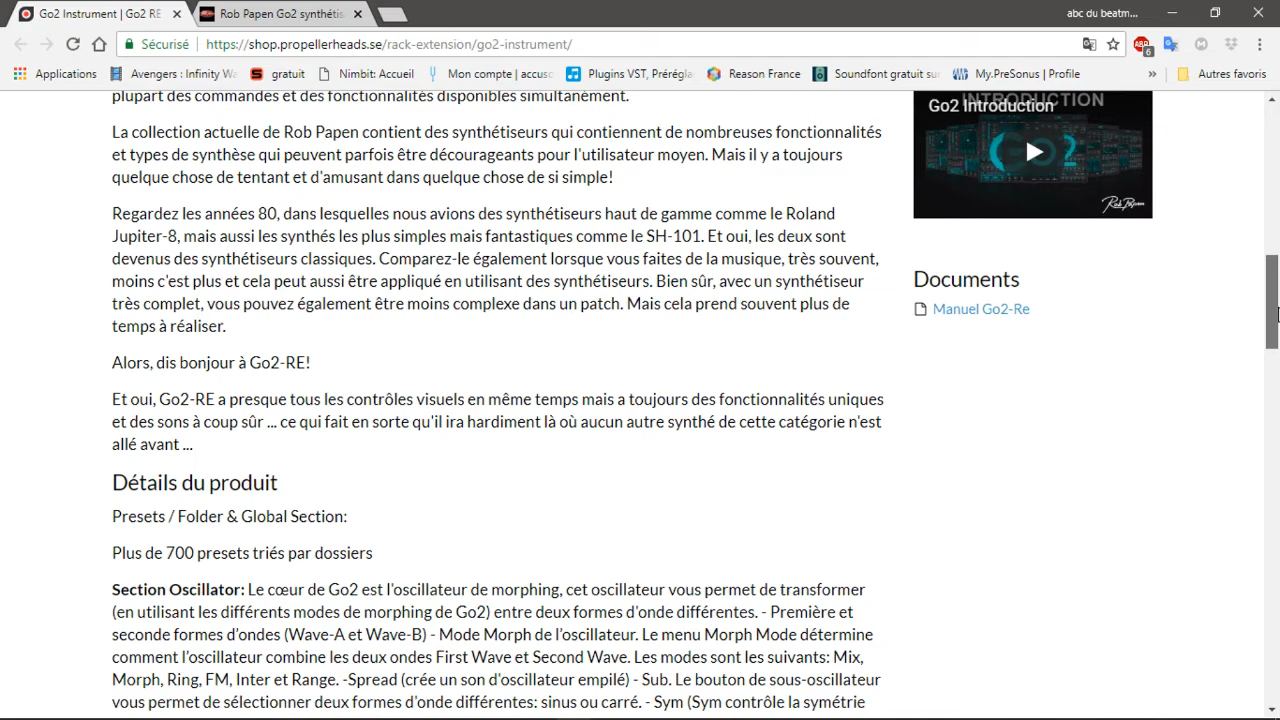 Go2 Instrument | Go2 RE
Rob Papen Go2 synthétis
abc du beatm...
Sécurisé
https://shop.propellerheads.se/rack-extension/go2-instrument/
ABP
6
Applications
Avengers : Infinity Wa
gratuit
Nimbit: Accueil
Mon compte | accuso
Plugins VST, Prérégla
Reason France
Soundfont gratuit sur
My.PreSonus | Profile
»
Autres favoris
plupart des commandes et des fonctionnalités disponibles simultanément.
La collection actuelle de Rob Papen contient des synthétiseurs qui contiennent de nombreuses fonctionnalités
et types de synthèse qui peuvent parfois être décourageants pour l'utilisateur moyen. Mais il y a toujours
quelque chose de tentant et d'amusant dans quelque chose de si simple!
Regardez les années 80, dans lesquelles nous avions des synthétiseurs haut de gamme comme le Roland
Jupiter-8, mais aussi les synthés les plus simples mais fantastiques comme le SH-101. Et oui, les deux sont
devenus des synthétiseurs classiques. Comparez-le également lorsque vous faites de la musique, très souvent,
moins c'est plus et cela peut aussi être appliqué en utilisant des synthétiseurs. Bien sûr, avec un synthétiseur
très complet, vous pouvez également être moins complexe dans un patch. Mais cela prend souvent plus de
temps à réaliser.
Alors, dis bonjour à Go2-RE!
Et oui, Go2-RE a presque tous les contrôles visuels en même temps mais a toujours des fonctionnalités uniques
et des sons à coup sûr ... ce qui fait en sorte qu'il ira hardiment là où aucun autre synthé de cette catégorie n'est
allé avant ...
Détails du produit
Presets / Folder & Global Section:
Plus de 700 presets triés par dossiers
Section Oscillator: Le cœur de Go2 est l'oscillateur de morphing, cet oscillateur vous permet de transformer
(en utilisant les différents modes de morphing de Go2) entre deux formes d'onde différentes. - Première et
seconde formes d'ondes (Wave-A et Wave-B) - Mode Morph de l'oscillateur. Le menu Morph Mode détermine
comment l'oscillateur combine les deux ondes First Wave et Second Wave. Les modes sont les suivants: Mix,
Morph, Ring, FM, Inter et Range. -Spread (crée un son d'oscillateur empilé) - Sub. Le bouton de sous-oscillateur
vous permet de sélectionner deux formes d'onde différentes: sinus ou carré. - Sym (Sym contrôle la symétrie
INTRODUCTION
Go2 Introduction
GO2
Rob Papen
Documents
Manuel Go2-Re